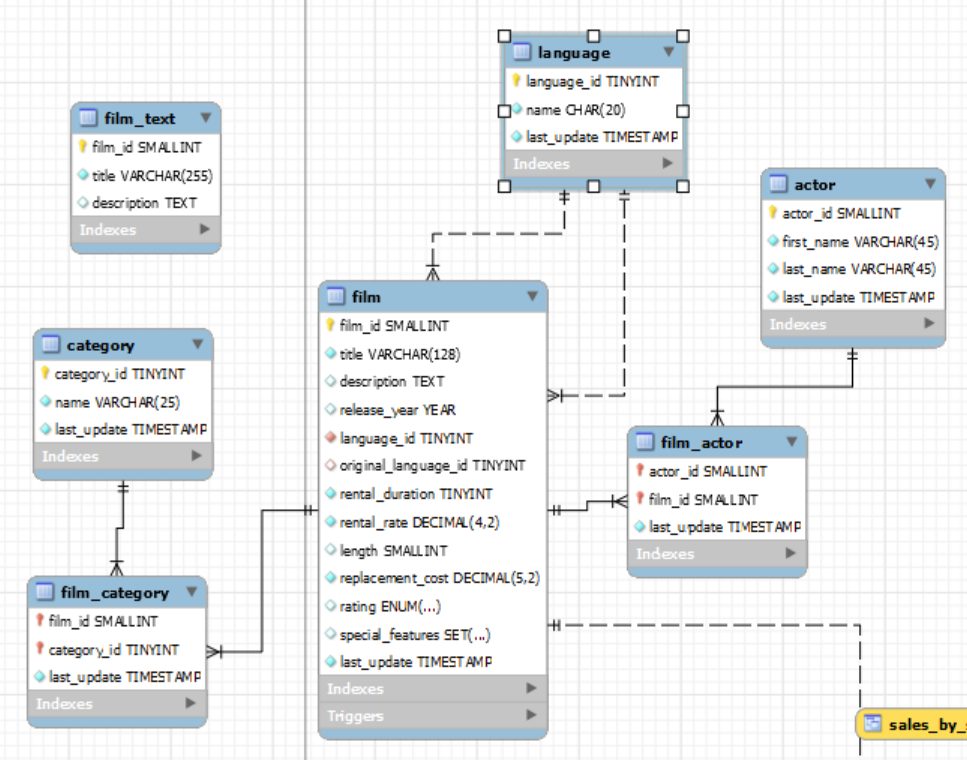 language
language_id TINYINT
name CHAR(20)
last_update TIMESTAMP
Indexes
film_text
film_id SMALLINT
title VARCHAR(255)
description TEXT
Indexes
actor
actor_id SMALLINT
first_name VARCHAR(45)
last_name VARCHAR(45)
last_update TIMESTAMP
Indexes
film
film_id SMALLINT
title VARCHAR(128)
description TEXT
release_year YEAR
language_id TINYINT
original_language_id TINYINT
rental_duration TINYINT
rental_rate DECIMAL(4,2)
length SMALLINT
replacement_cost DECIMAL(5,2)
rating ENUM(...)
special_features SET(...)
last_update TIMESTAMP
Indexes
Triggers
category
category_id TINYINT
name VARCHAR(25)
last_update TIMESTAMP
Indexes
film_actor
actor_id SMALLINT
film_id SMALLINT
last_update TIMESTAMP
Indexes
film_category
film_id SMALLINT
category_id TINYINT
last_update TIMESTAMP
Indexes
sales_by_